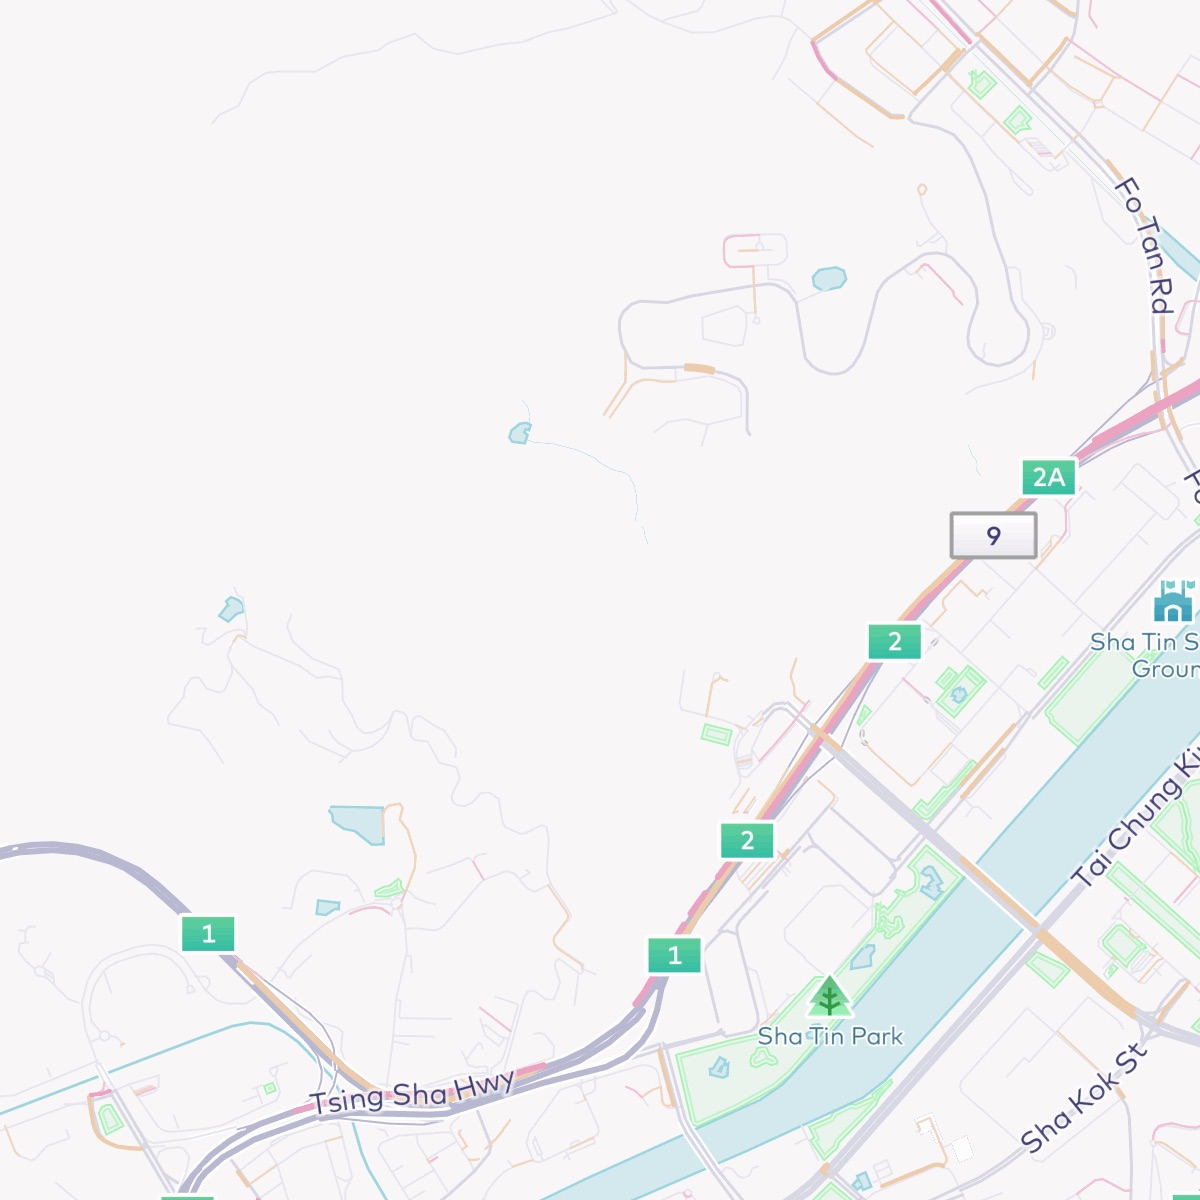 Fo Tan Rd
2A
9
2
Sha Tin S
Groun
Tai Chung Ki
2
1
1
Sha Tin Park
Tsing Sha Hwy
Sha Kok St